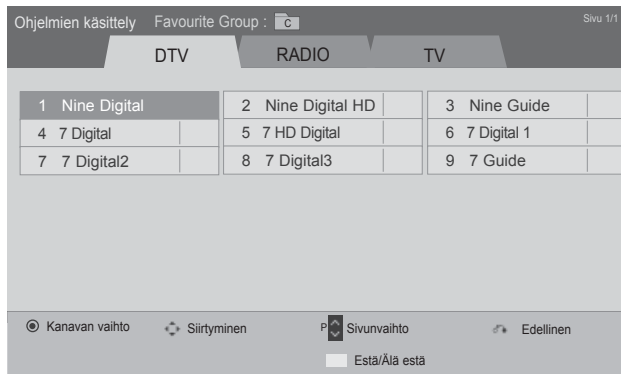 Ohjelmien käsittely Favourite Group : C Sivu 1/1
DTV RADIO TV
1 Nine Digital 2 Nine Digital HD 3 Nine Guide
4 7 Digital 5 7 HD Digital 6 7 Digital 1
7 7 Digital2 8 7 Digital3 9 7 Guide
Kanavan vaihto Siirtyminen P Sivunvaihto Edellinen
Estä/Älä estä